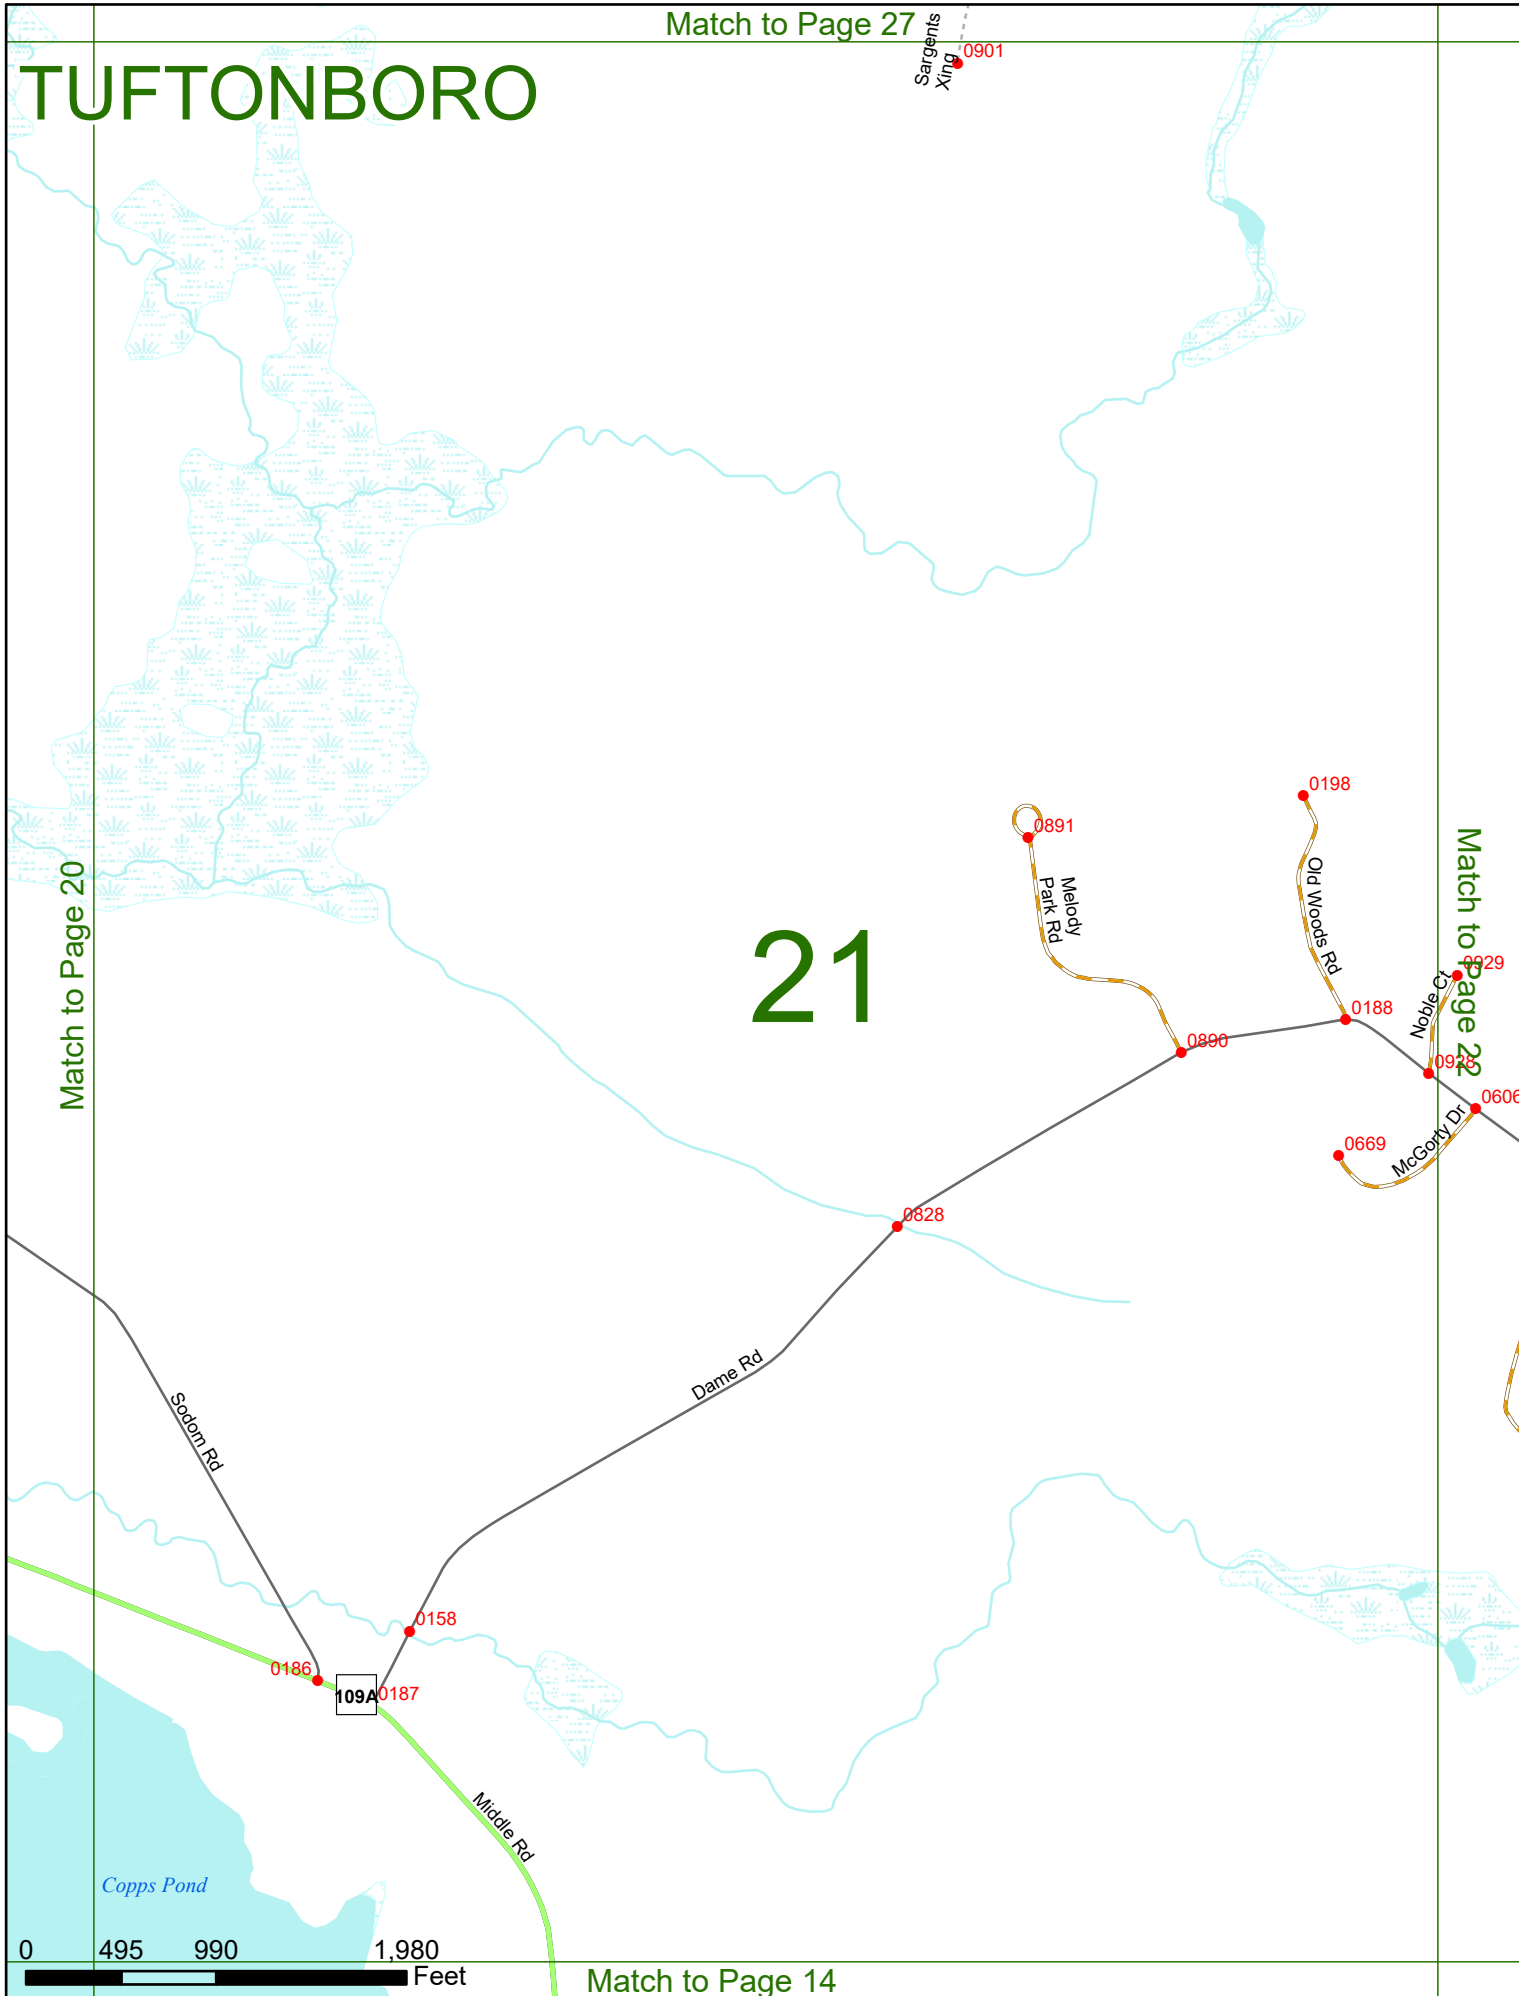 Match to Page 27
Sargents
Xing
0901
TUFTONBORO
0198
0891
Melody
Park Rd
Old Woods Rd
Match to Page 20
Match to Page 22
21
0929
Noble Ct
0188
0890
0928
0606
McGorty Dr
0669
0828
Dame Rd
Sodom Rd
0158
0186
109A
0187
Middle Rd
Copps Pond
0 495 990 1,980
Feet
Match to Page 14